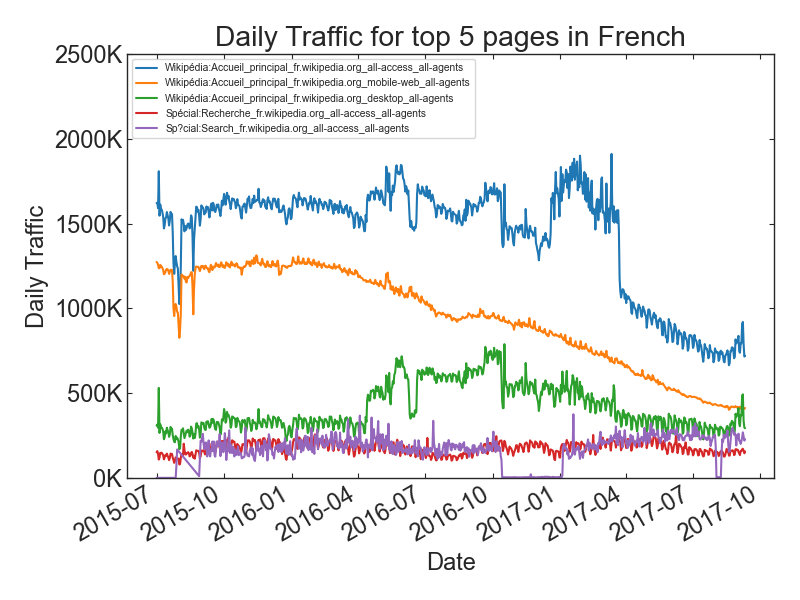 Daily Traffic for top 5 pages in French
2500K
2000K
1500K
1000K
500K
0K
Daily Traffic
Wikipédia:Accueil_principal_fr.wikipedia.org_all-access_all-agents
Wikipédia:Accueil_principal_fr.wikipedia.org_mobile-web_all-agents
Wikipédia:Accueil_principal_fr.wikipedia.org_desktop_all-agents
Spécial:Recherche_fr.wikipedia.org_all-access_all-agents
Sp?cial:Search_fr.wikipedia.org_all-access_all-agents
2015-07
2015-10
2016-01
2016-04
2016-07
2016-10
2017-01
2017-04
2017-07
2017-10
Date